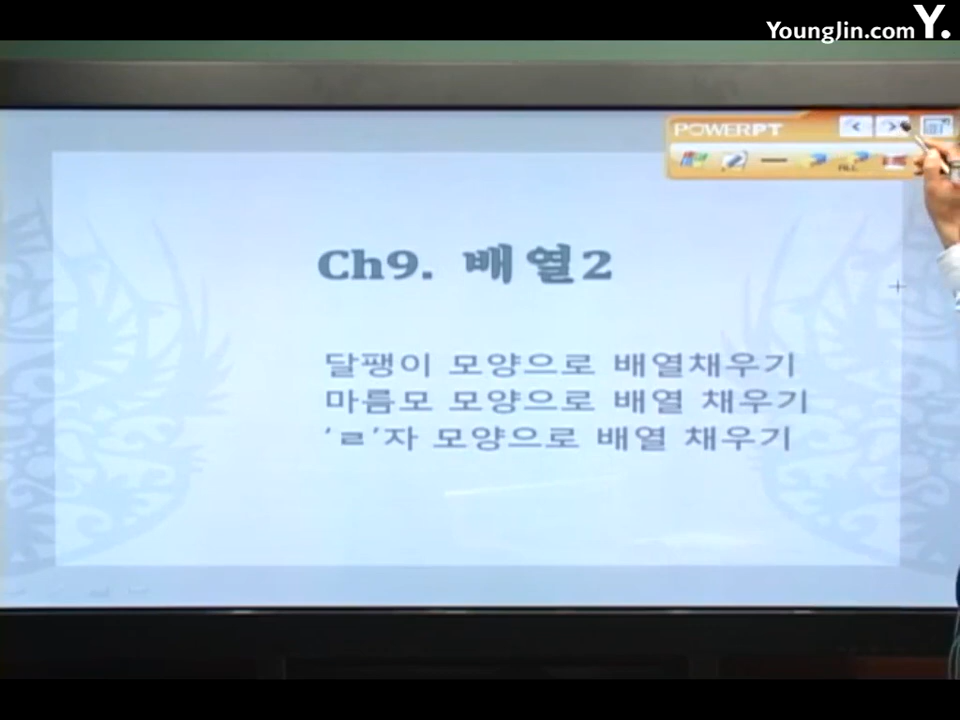 YoungJin.com Y.
POWERPT
ALL
Ch9. 배열2
달팽이 모양으로 배열채우기
마름모 모양으로 배열 채우기
‘ㄹ’자 모양으로 배열 채우기